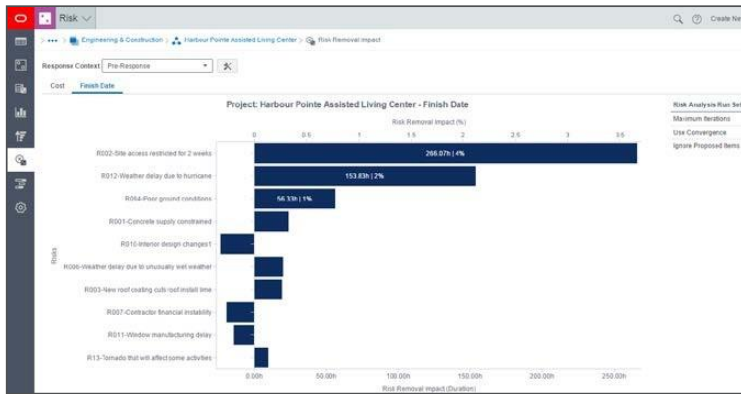 Risk
Create Ne
> ••• > Engineering & Construction > Harbour Pointe Assisted Living Center > Risk Removal Impact
Response Context Pre-Response
Cost Finish Date
Project: Harbour Pointe Assisted Living Center - Finish Date
Risk Removal Impact (%)
0 0.5 1 1.5 2 2.5 3 3.5
R002-Site access restricted for 2 weeks
266.07h | 4%
R012-Weather delay due to hurricane
153.83h | 2%
R004-Poor ground conditions
56.33h | 1%
R001-Concrete supply constrained
R010-Interior design changes1
R006-Weather delay due to unusually wet weather
R003-New roof coating cuts roof install time
R007-Contractor financial instability
R011-Window manufacturing delay
R13-Tornado that will affect some activities
Risks
0.00h 50.00h 100.00h 150.00h 200.00h 250.00h
Risk Removal Impact (Duration)
Risk Analysis Run Set
Maximum Iterations
Use Convergence
Ignore Proposed Items